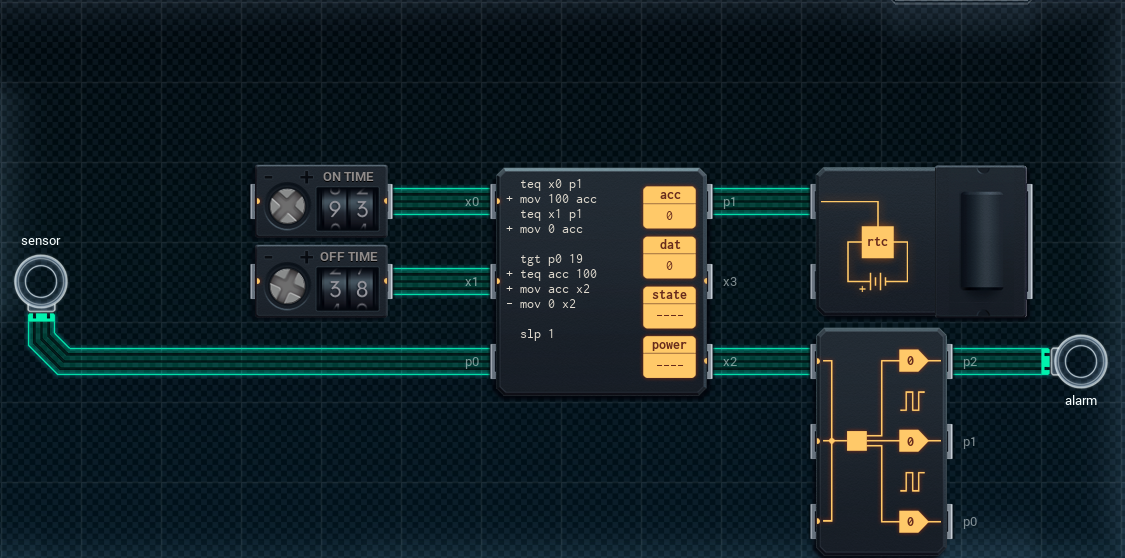 ON TIME
9 3
OFF TIME
3 8
sensor
teq x0 p1
+ mov 100 acc
teq x1 p1
+ mov 0 acc
tgt p0 19
+ teq acc 100
+ mov acc x2
- mov 0 x2
slp 1
acc
0
dat
0
state
----
power
----
x0
x1
p0
p1
x3
x2
rtc
0
0
0
p2
p1
p0
alarm